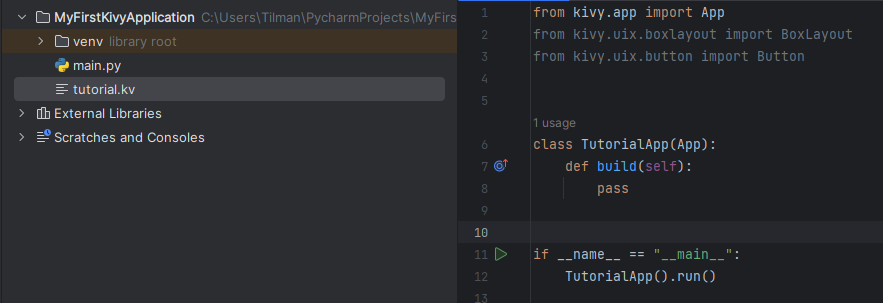 MyFirstKivyApplication C:\Users\Tilman\PycharmProjects\MyFirs
venv library root
main.py
tutorial.kv
External Libraries
Scratches and Consoles
1 from kivy.app import App
2 from kivy.uix.boxlayout import BoxLayout
3 from kivy.uix.button import Button
4
5
1 usage
6 class TutorialApp(App):
7 def build(self):
8 pass
9
10
11 if __name__ == "__main__":
12 TutorialApp().run()
13